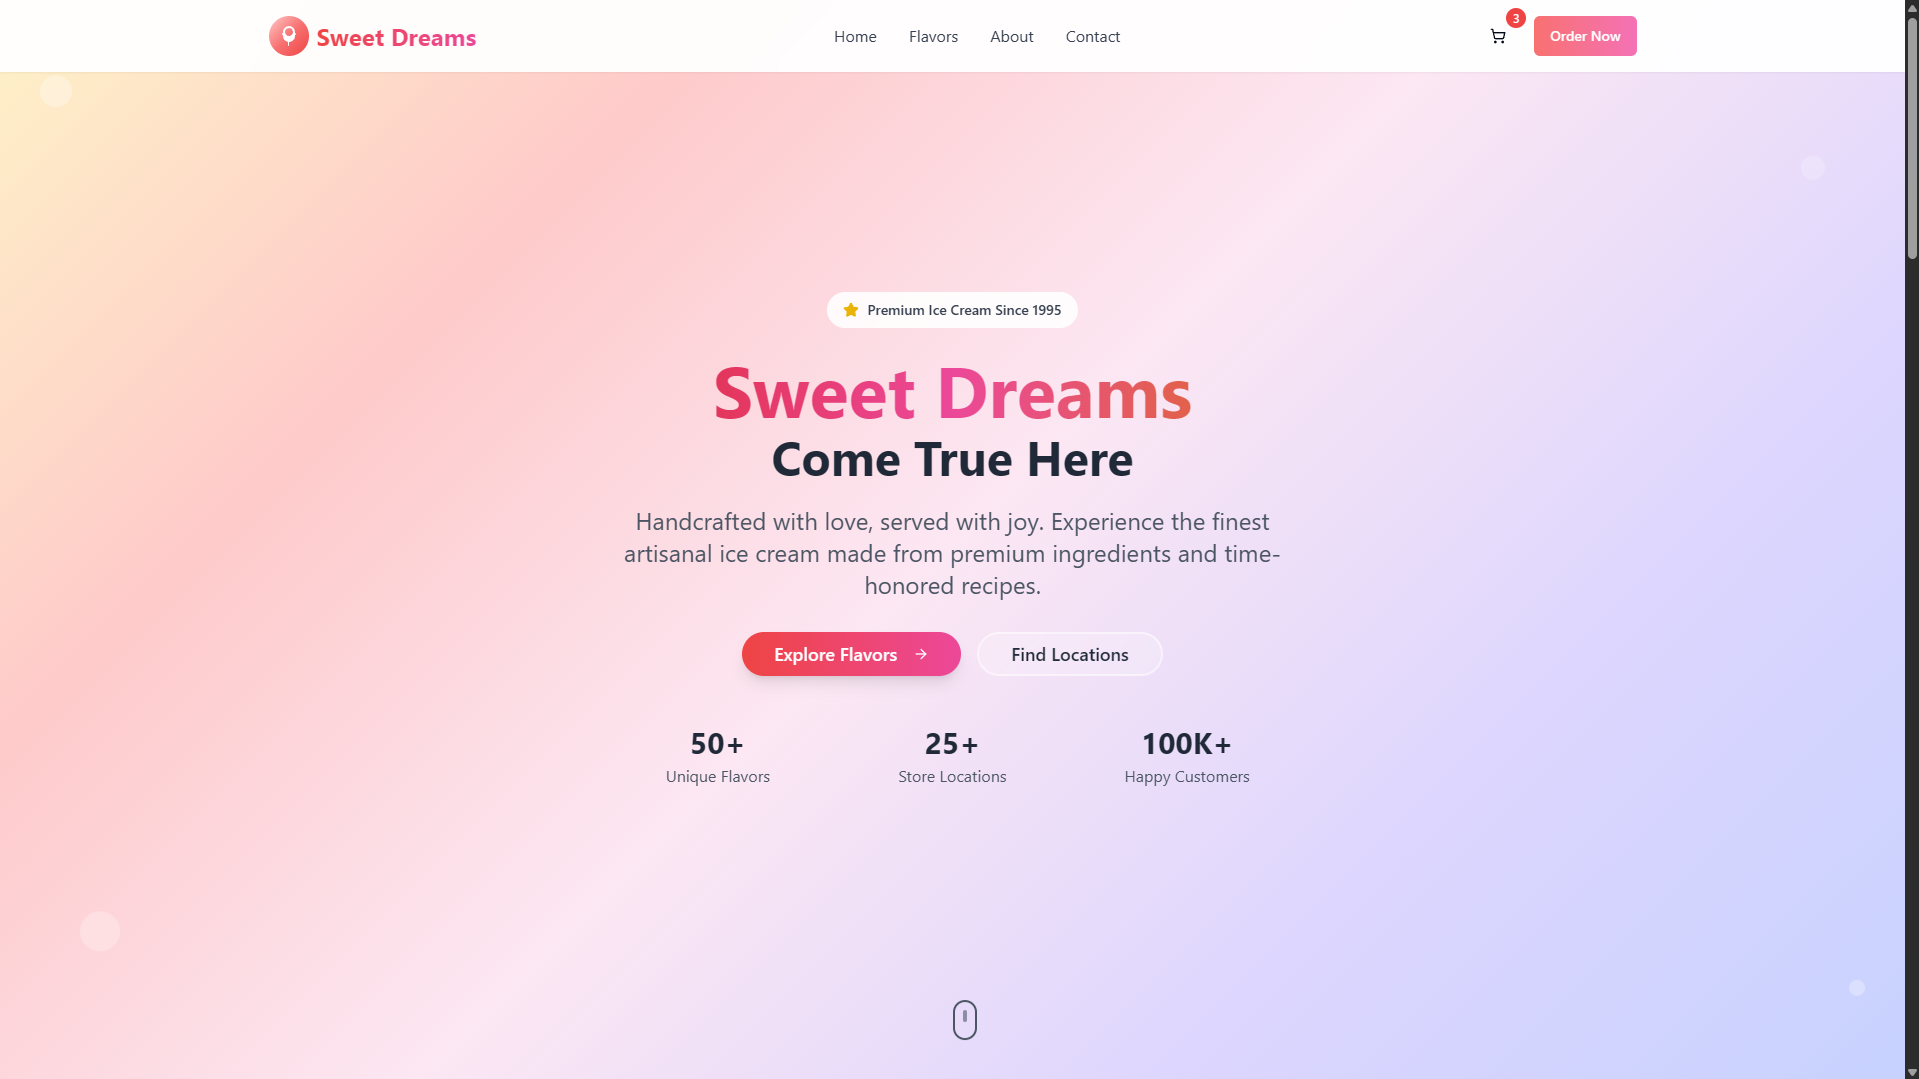 Sweet Dreams
Home
Flavors
About
Contact
3
Order Now
Premium Ice Cream Since 1995
Sweet Dreams
Come True Here
Handcrafted with love, served with joy. Experience the finest
artisanal ice cream made from premium ingredients and time-
honored recipes.
Explore Flavors
Find Locations
50+
Unique Flavors
25+
Store Locations
100K+
Happy Customers